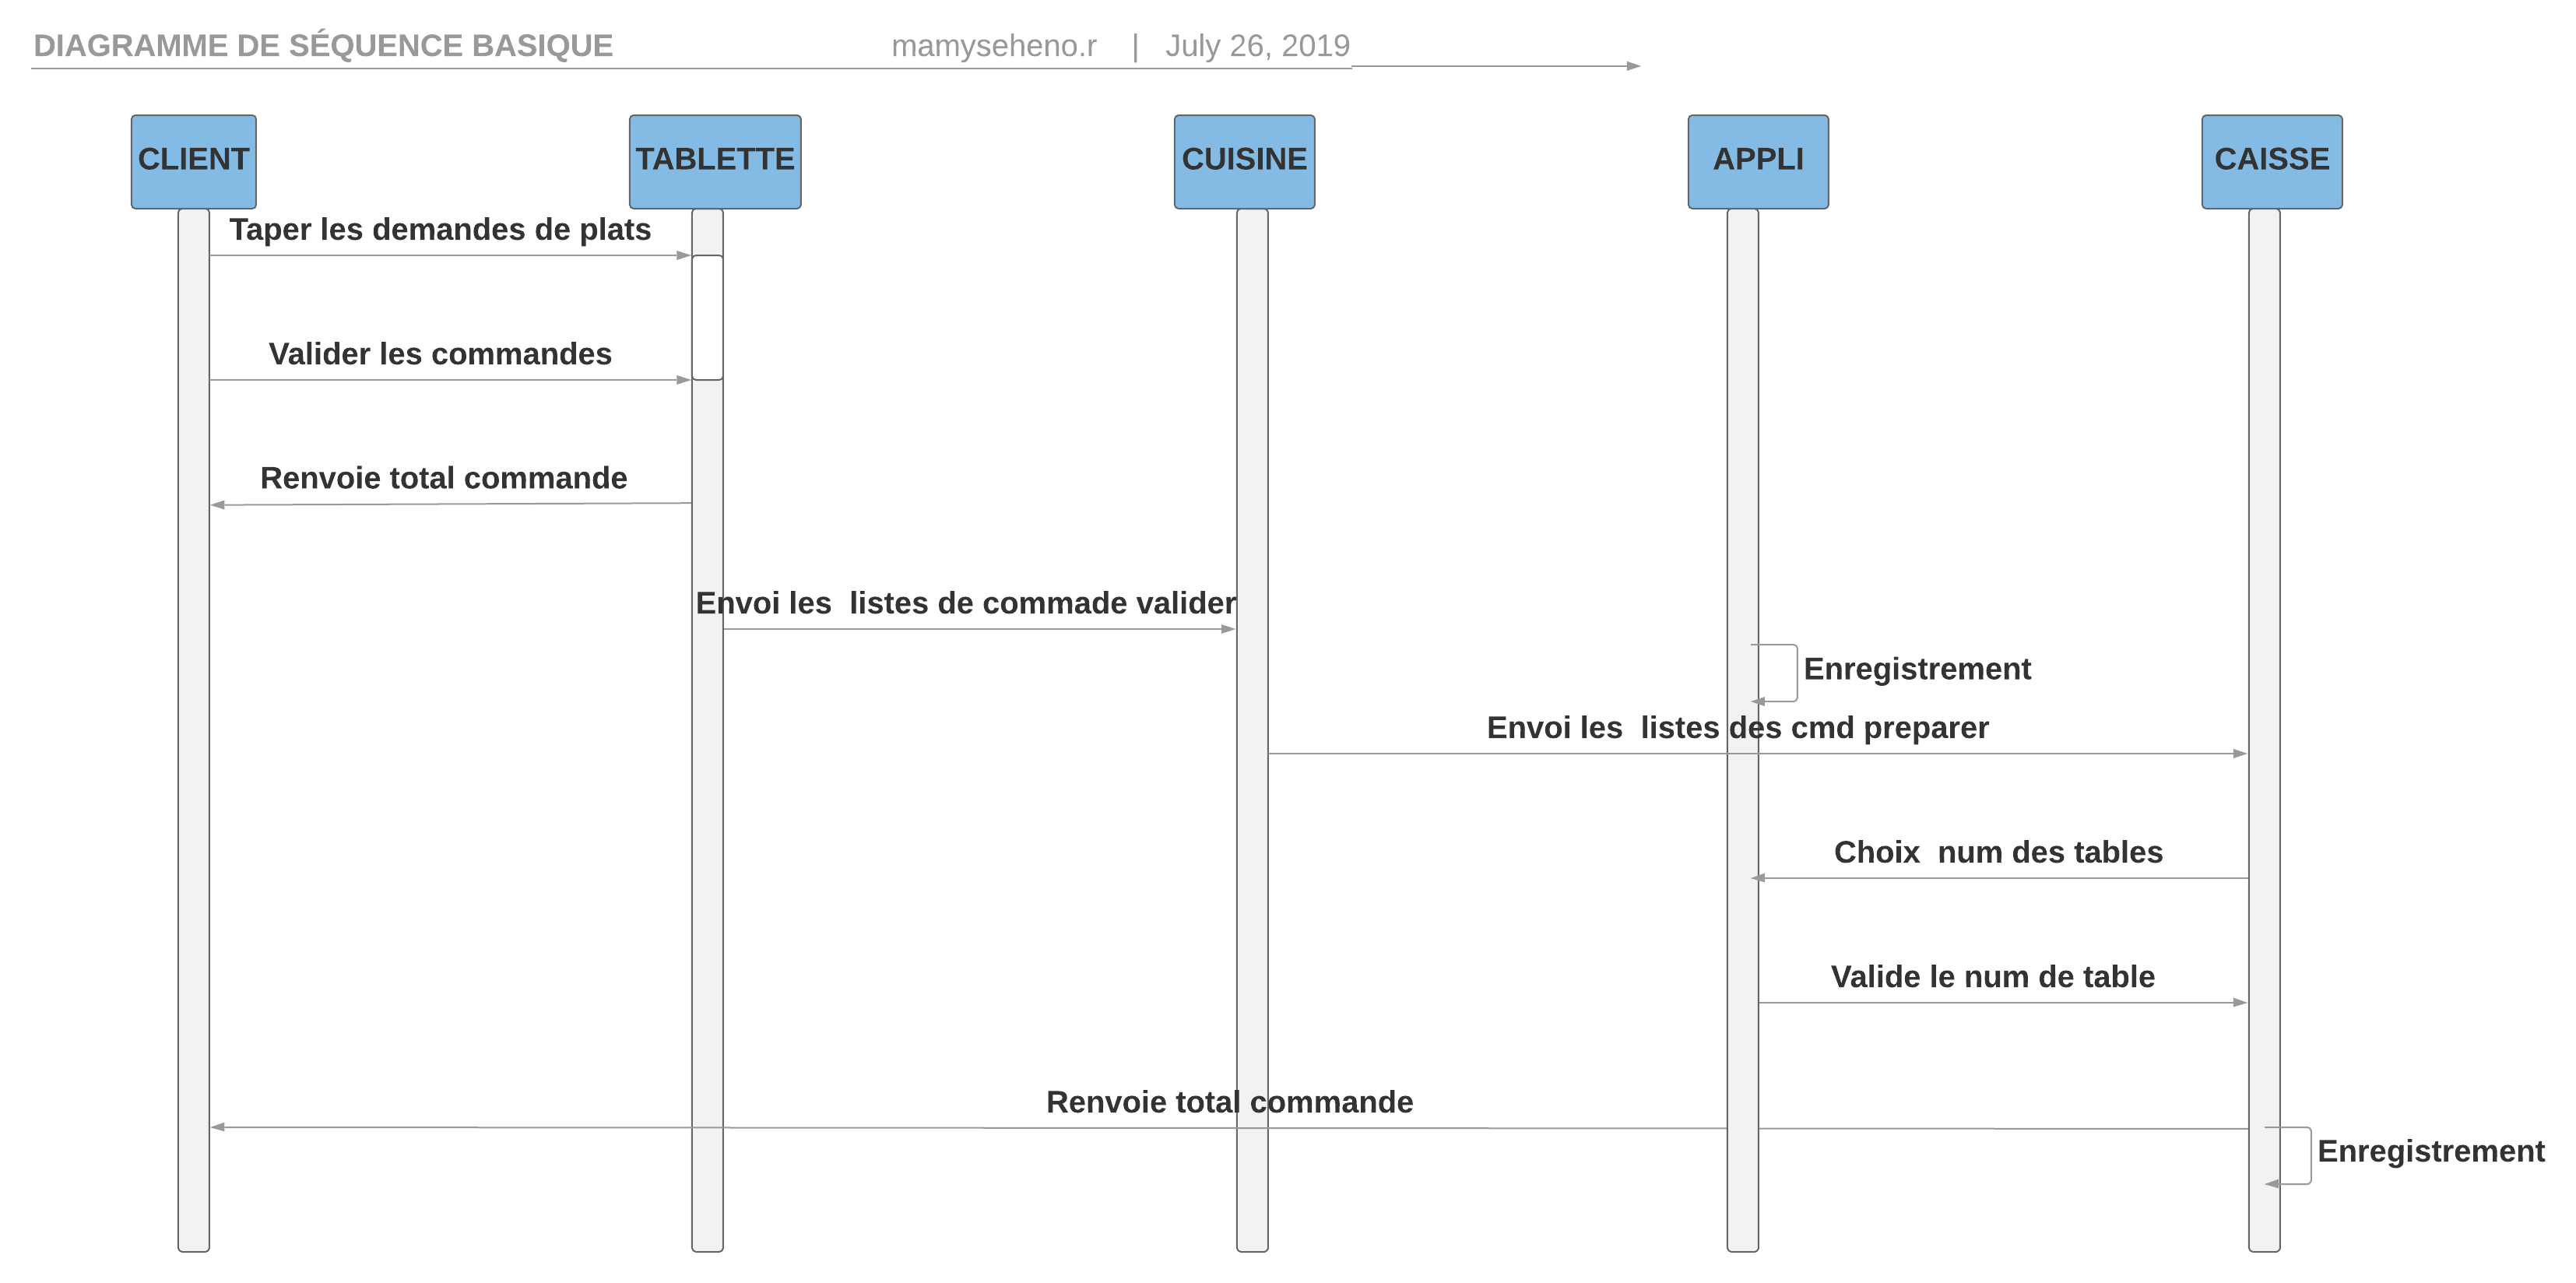 DIAGRAMME DE SÉQUENCE BASIQUE
mamyseheno.r | July 26, 2019
CLIENT
TABLETTE
CUISINE
APPLI
CAISSE
Taper les demandes de plats
Valider les commandes
Renvoie total commande
Envoi les  listes de commade valider
Enregistrement
Envoi les  listes des cmd preparer
Choix  num des tables
Valide le num de table
Renvoie total commande
Enregistrement